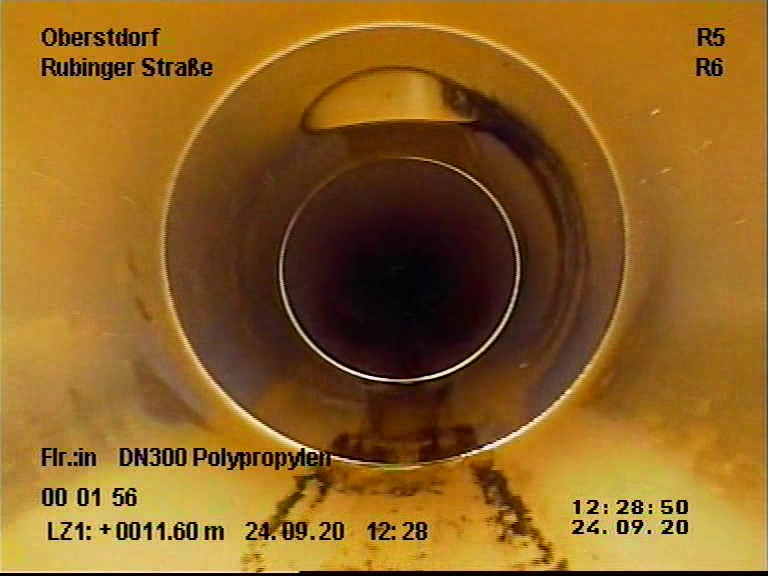 Oberstdorf
R5
Rubinger Straße
R6
Flr.:in DN300 Polypropylen
00 01 56
LZ1: +0011.60 m 24.09.20 12:28
12:28:50
24.09.20